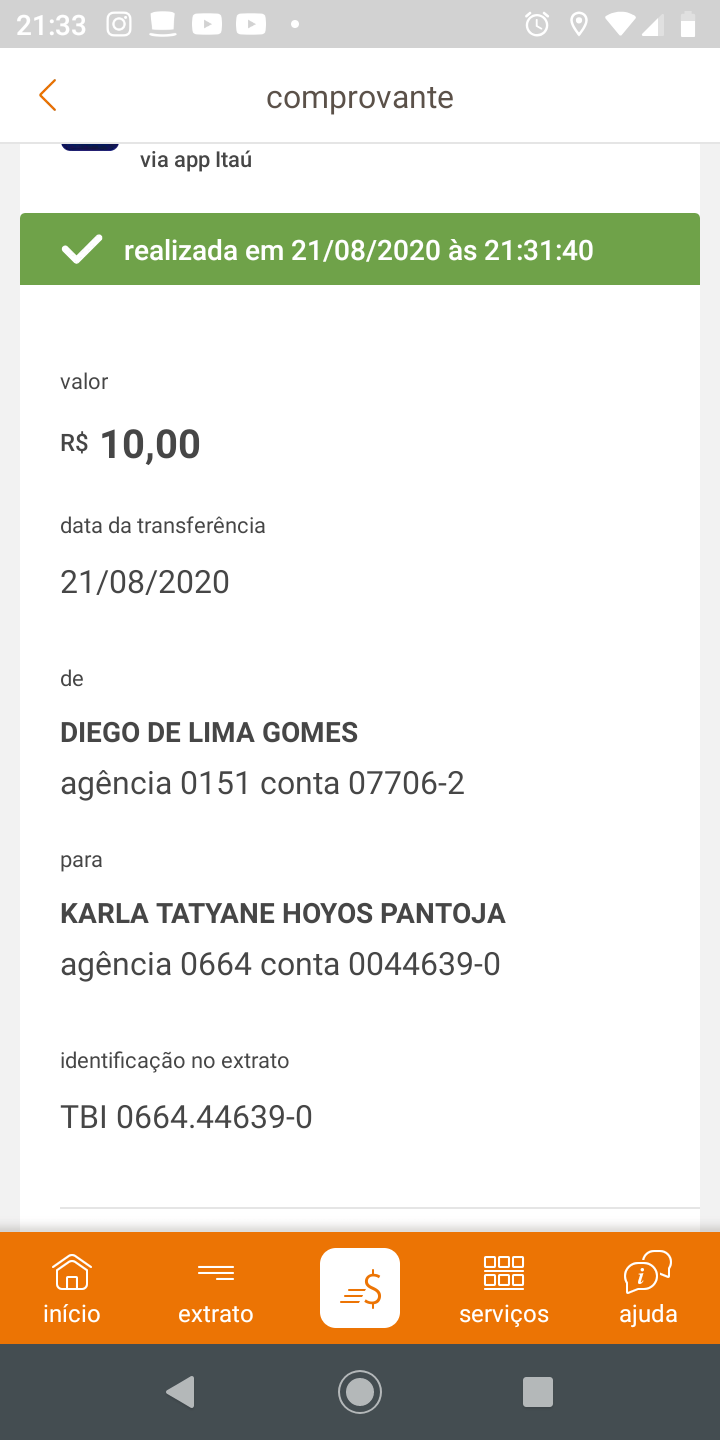 21:33
comprovante
via app Itaú
realizada em 21/08/2020 às 21:31:40
valor
R$ 10,00
data da transferência
21/08/2020
de
DIEGO DE LIMA GOMES
agência 0151 conta 07706-2
para
KARLA TATYANE HOYOS PANTOJA
agência 0664 conta 0044639-0
identificação no extrato
TBI 0664.44639-0
início extrato serviços ajuda